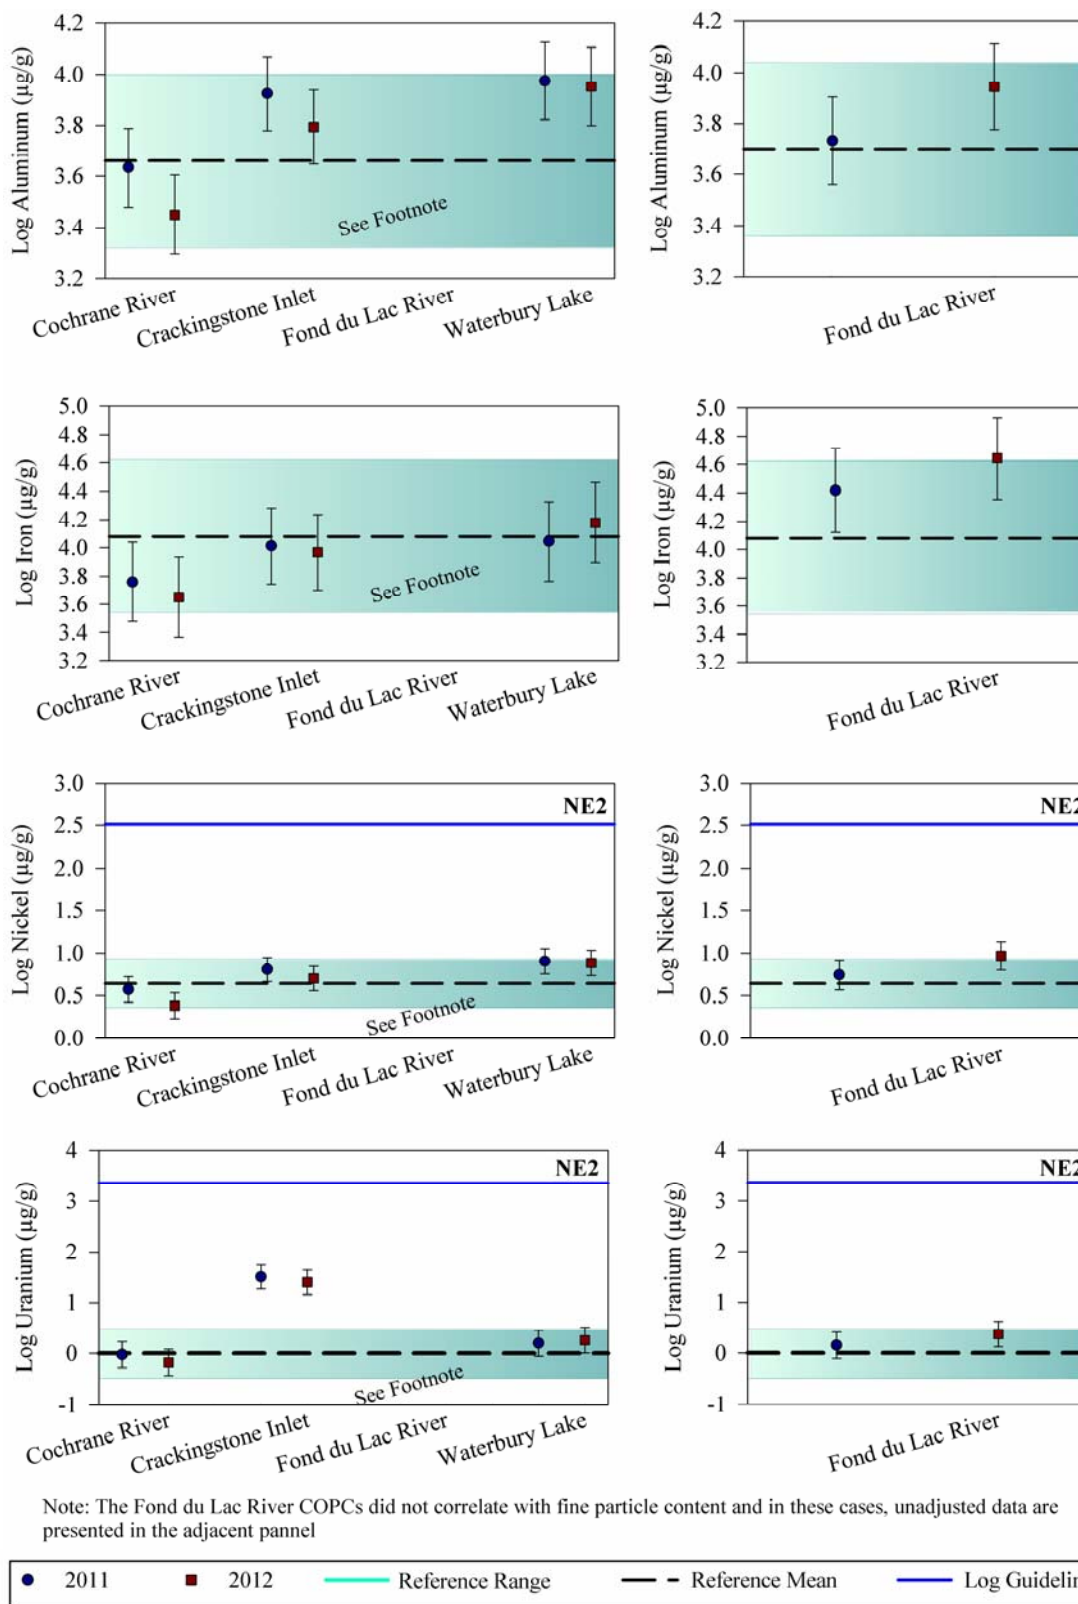 Log Aluminum (µg/g)
4.2
4.0
3.8
3.6
3.4
3.2
See Footnote
Cochrane River
Crackingstone Inlet
Fond du Lac River
Waterbury Lake
Log Aluminum (µg/g)
4.2
4.0
3.8
3.6
3.4
3.2
Fond du Lac River
Log Iron (µg/g)
5.0
4.8
4.6
4.4
4.2
4.0
3.8
3.6
3.4
3.2
See Footnote
Cochrane River
Crackingstone Inlet
Fond du Lac River
Waterbury Lake
Log Iron (µg/g)
5.0
4.8
4.6
4.4
4.2
4.0
3.8
3.6
3.4
3.2
Fond du Lac River
Log Nickel (µg/g)
3.0
2.5
2.0
1.5
1.0
0.5
0.0
NE2
See Footnote
Cochrane River
Crackingstone Inlet
Fond du Lac River
Waterbury Lake
Log Nickel (µg/g)
3.0
2.5
2.0
1.5
1.0
0.5
0.0
NE2
Fond du Lac River
Log Uranium (µg/g)
4
3
2
1
0
-1
NE2
See Footnote
Cochrane River
Crackingstone Inlet
Fond du Lac River
Waterbury Lake
Log Uranium (µg/g)
4
3
2
1
0
-1
NE2
Fond du Lac River
Note: The Fond du Lac River COPCs did not correlate with fine particle content and in these cases, unadjusted data are
presented in the adjacent pannel
2011 2012 Reference Range Reference Mean Log Guidelin